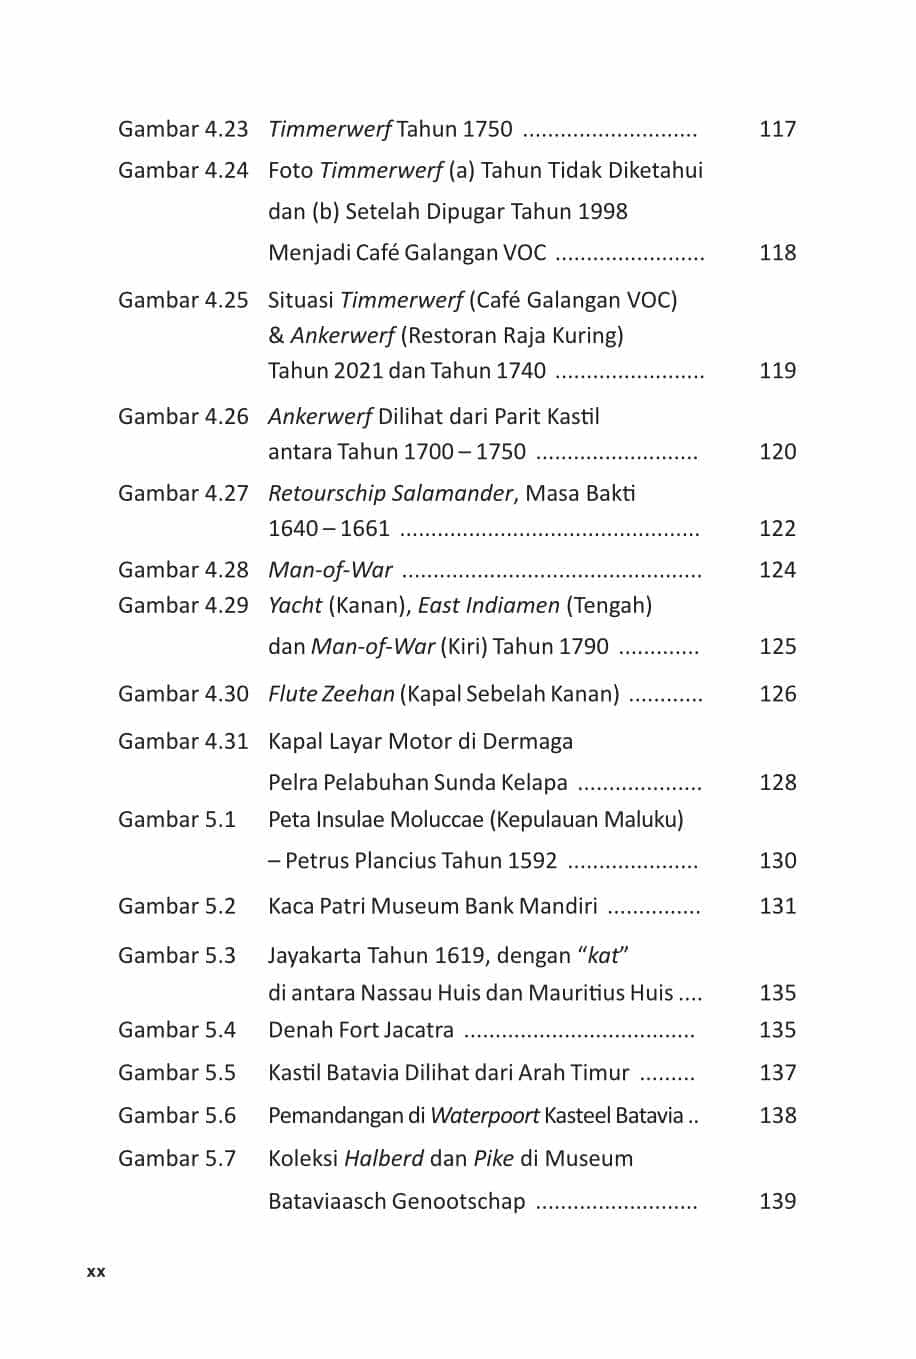 Gambar 4.23 Timmerwerf Tahun 1750 ............................ 117
Gambar 4.24 Foto Timmerwerf (a) Tahun Tidak Diketahui
dan (b) Setelah Dipugar Tahun 1998
Menjadi Café Galangan VOC ........................ 118
Gambar 4.25 Situasi Timmerwerf (Café Galangan VOC)
& Ankerwerf (Restoran Raja Kuring)
Tahun 2021 dan Tahun 1740 ........................ 119
Gambar 4.26 Ankerwerf Dilihat dari Parit Kastil
antara Tahun 1700 – 1750 .......................... 120
Gambar 4.27 Retourschip Salamander, Masa Bakti
1640 – 1661 ................................................ 122
Gambar 4.28 Man-of-War ................................................ 124
Gambar 4.29 Yacht (Kanan), East Indiamen (Tengah)
dan Man-of-War (Kiri) Tahun 1790 ............. 125
Gambar 4.30 Flute Zeehan (Kapal Sebelah Kanan) ............ 126
Gambar 4.31 Kapal Layar Motor di Dermaga
Pelra Pelabuhan Sunda Kelapa .................... 128
Gambar 5.1 Peta Insulae Moluccae (Kepulauan Maluku)
– Petrus Plancius Tahun 1592 ..................... 130
Gambar 5.2 Kaca Patri Museum Bank Mandiri ............... 131
Gambar 5.3 Jayakarta Tahun 1619, dengan “kat”
di antara Nassau Huis dan Mauritius Huis .... 135
Gambar 5.4 Denah Fort Jacatra ..................................... 135
Gambar 5.5 Kastil Batavia Dilihat dari Arah Timur ......... 137
Gambar 5.6 Pemandangan di Waterpoort Kasteel Batavia .. 138
Gambar 5.7 Koleksi Halberd dan Pike di Museum
Bataviaasch Genootschap .......................... 139
xx